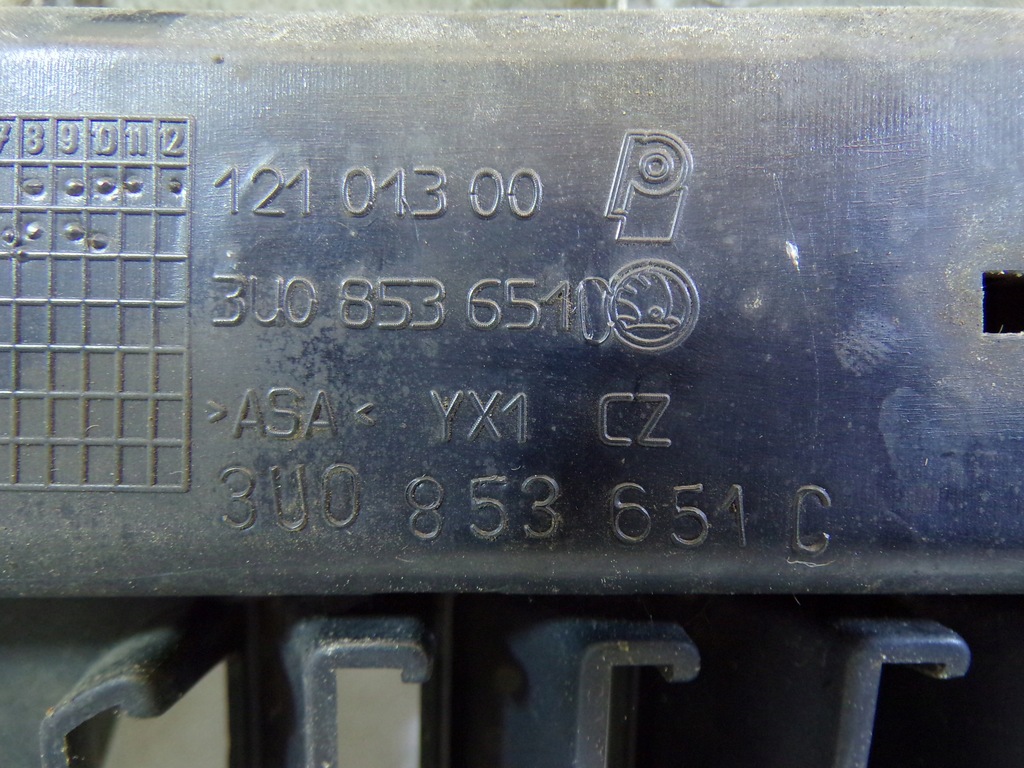 7 8 9 10 11 12
121 013 00
3U0 853 651
>ASA< YX1 CZ
3U0 853 651 C